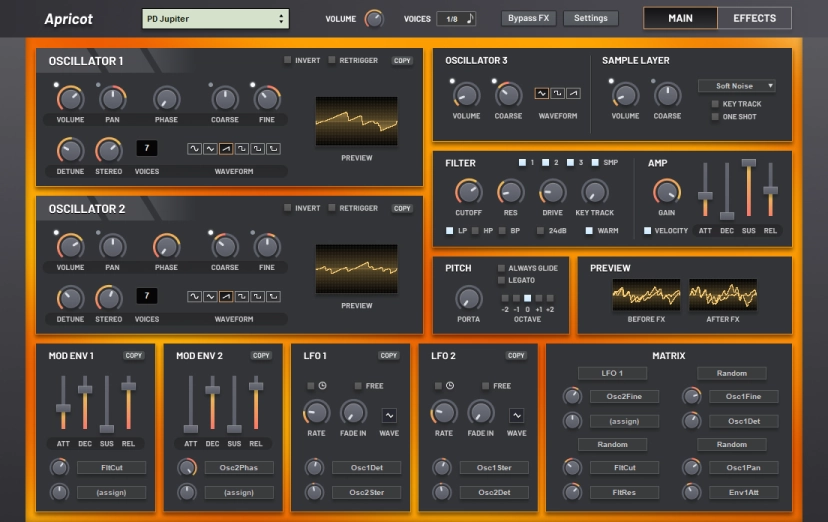 Apricot
PD Jupiter
VOLUME
VOICES 1/8
Bypass FX
Settings
MAIN
EFFECTS
OSCILLATOR 1
INVERT RETRIGGER COPY
VOLUME PAN PHASE COARSE FINE
7
DETUNE STEREO VOICES WAVEFORM
PREVIEW
OSCILLATOR 2
INVERT RETRIGGER COPY
VOLUME PAN PHASE COARSE FINE
7
DETUNE STEREO VOICES WAVEFORM
PREVIEW
OSCILLATOR 3
VOLUME COARSE WAVEFORM
SAMPLE LAYER
Soft Noise
VOLUME COARSE
KEY TRACK
ONE SHOT
FILTER
1 2 3 SMP
CUTOFF RES DRIVE KEY TRACK
LP HP BP 24dB WARM
AMP
GAIN
VELOCITY ATT DEC SUS REL
PITCH
ALWAYS GLIDE
LEGATO
-2 -1 0 +1 +2
PORTA OCTAVE
PREVIEW
BEFORE FX AFTER FX
MOD ENV 1 COPY
ATT DEC SUS REL
FltCut
(assign)
MOD ENV 2 COPY
ATT DEC SUS REL
Osc2Phas
(assign)
LFO 1 COPY
FREE
RATE FADE IN WAVE
Osc1Det
Osc2Ster
LFO 2 COPY
FREE
RATE FADE IN WAVE
Osc1Ster
Osc2Det
MATRIX
LFO 1 Random
Osc2Fine Osc1Fine
(assign) Osc1Det
Random Random
FltCut Osc1Pan
FltRes Env1Att